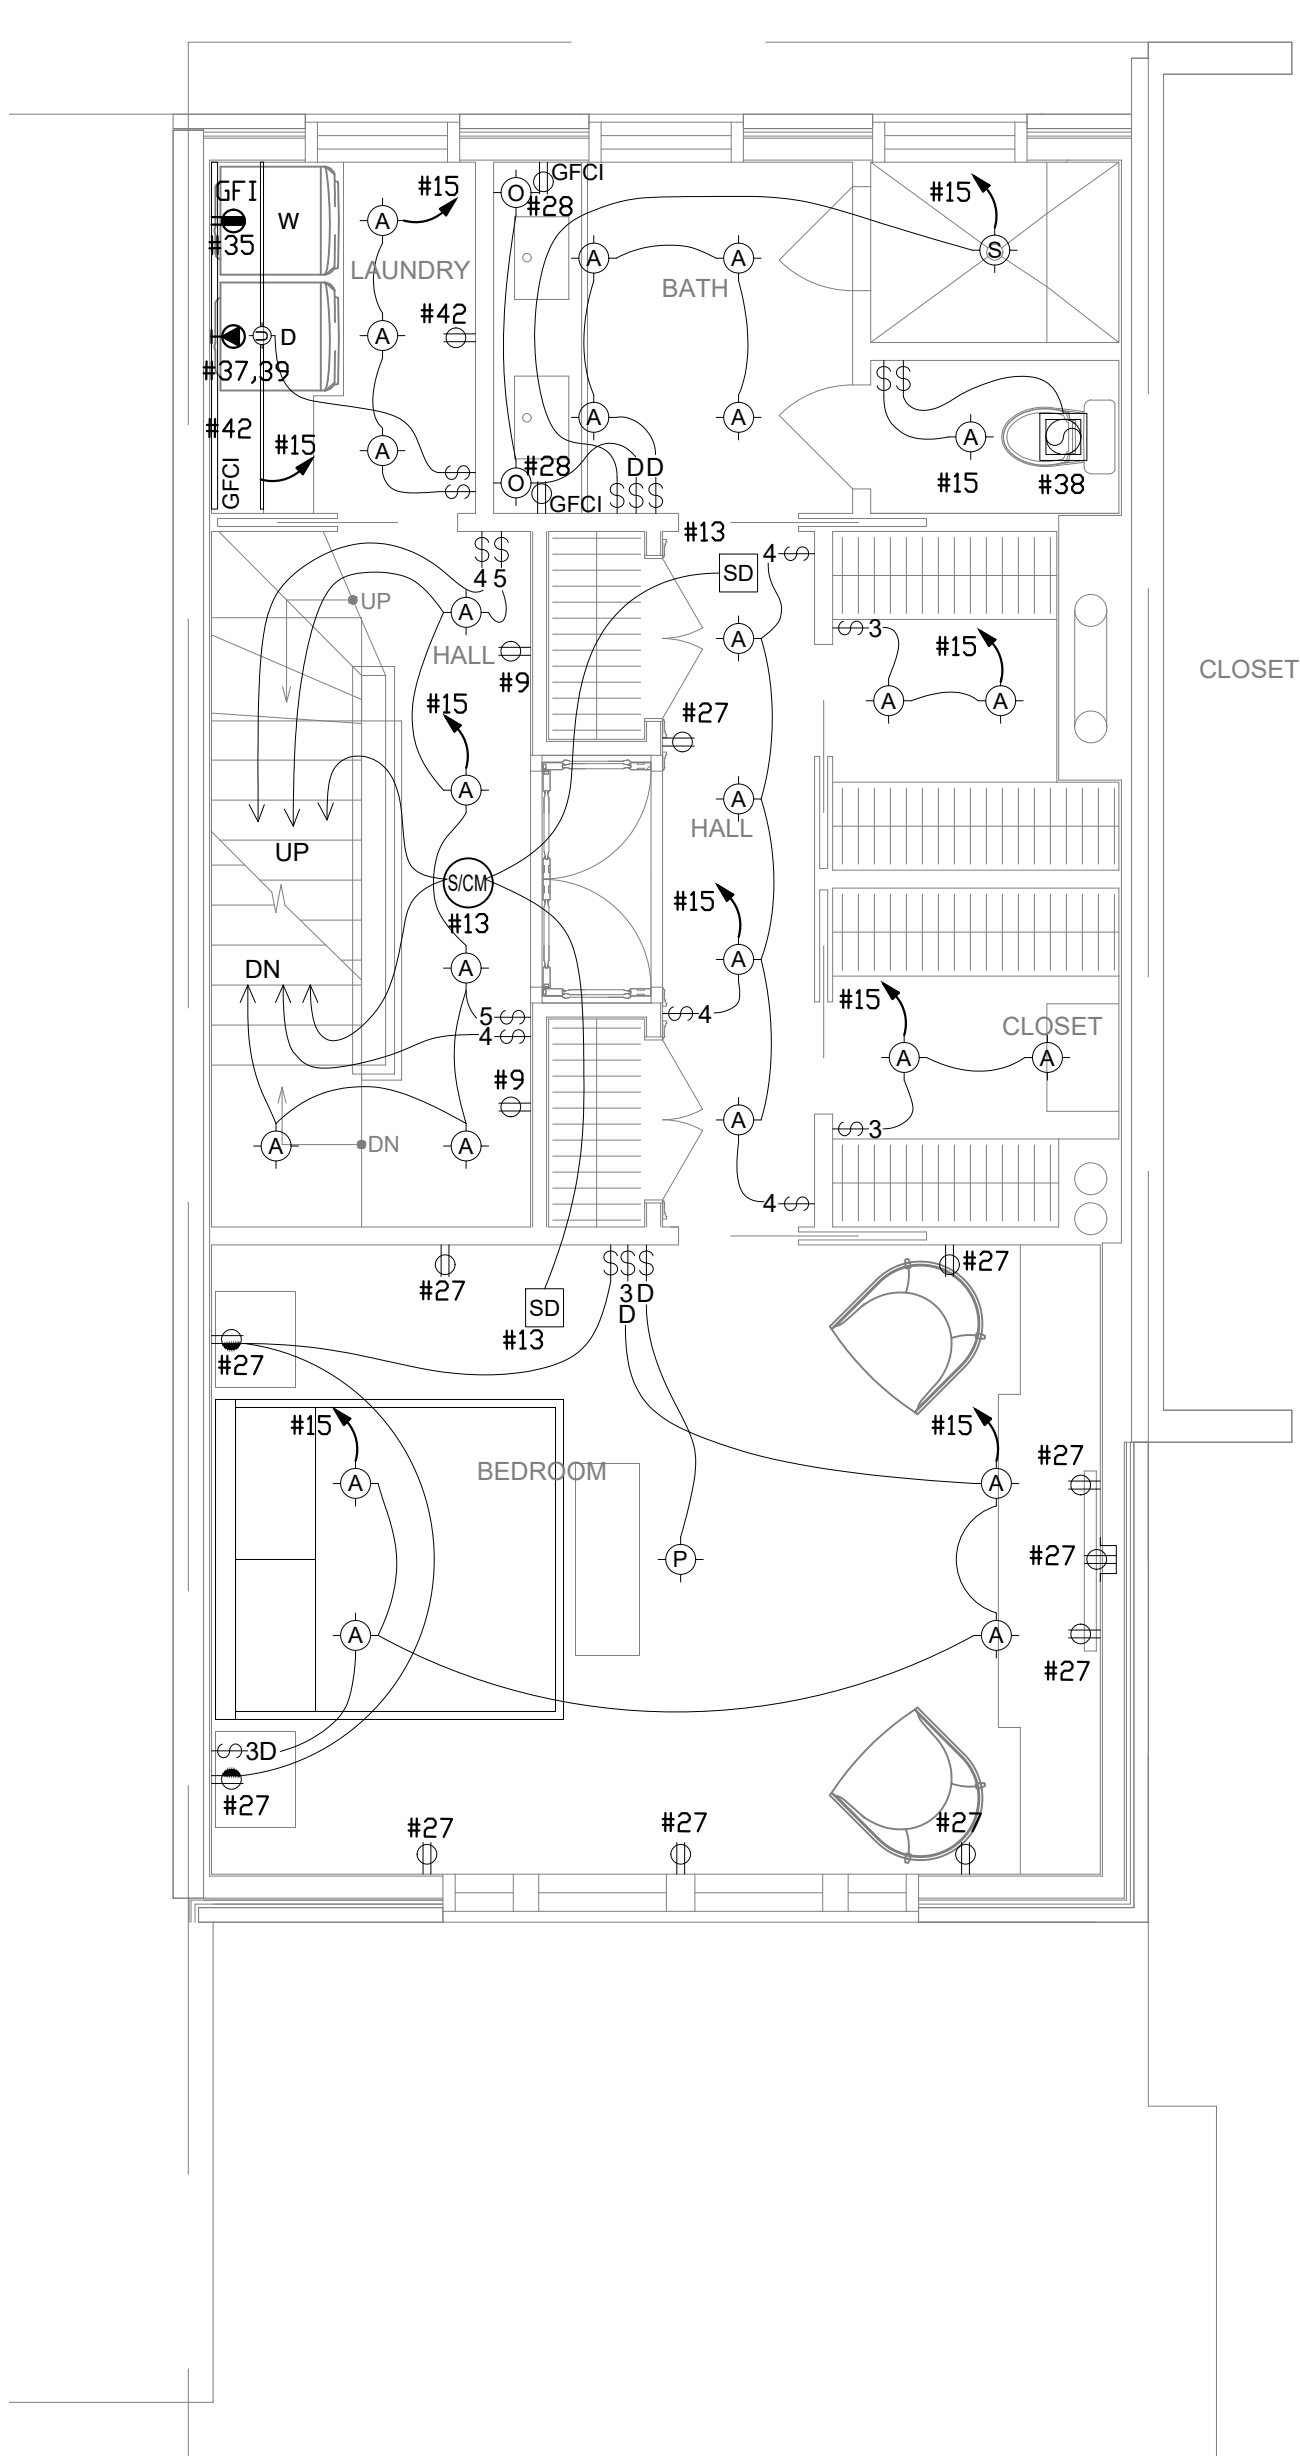 GFCI
#15
#15
GFI
O
#28
W
A
#35
S
A
A
LAUNDRY
BATH
#42
A
U
D
#37,39
A
A
#42
#15
A
A
GFCI
#28
DD
#15
#38
O
GFCI
#13
4
SD
4 5
UP
A
3
A
#15
HALL
#9
CLOSET
#15
#27
A
A
A
A
HALL
UP
S/CM
#15
#13
A
DN
A
#15
5
4
CLOSET
4
A
A
#9
A
3
DN
A
A
4
#27
#27
3D
SD
D
#13
#27
#15
#15
#27
BEDROOM
A
A
#27
P
A
A
#27
3D
#27
#27
#27
#27